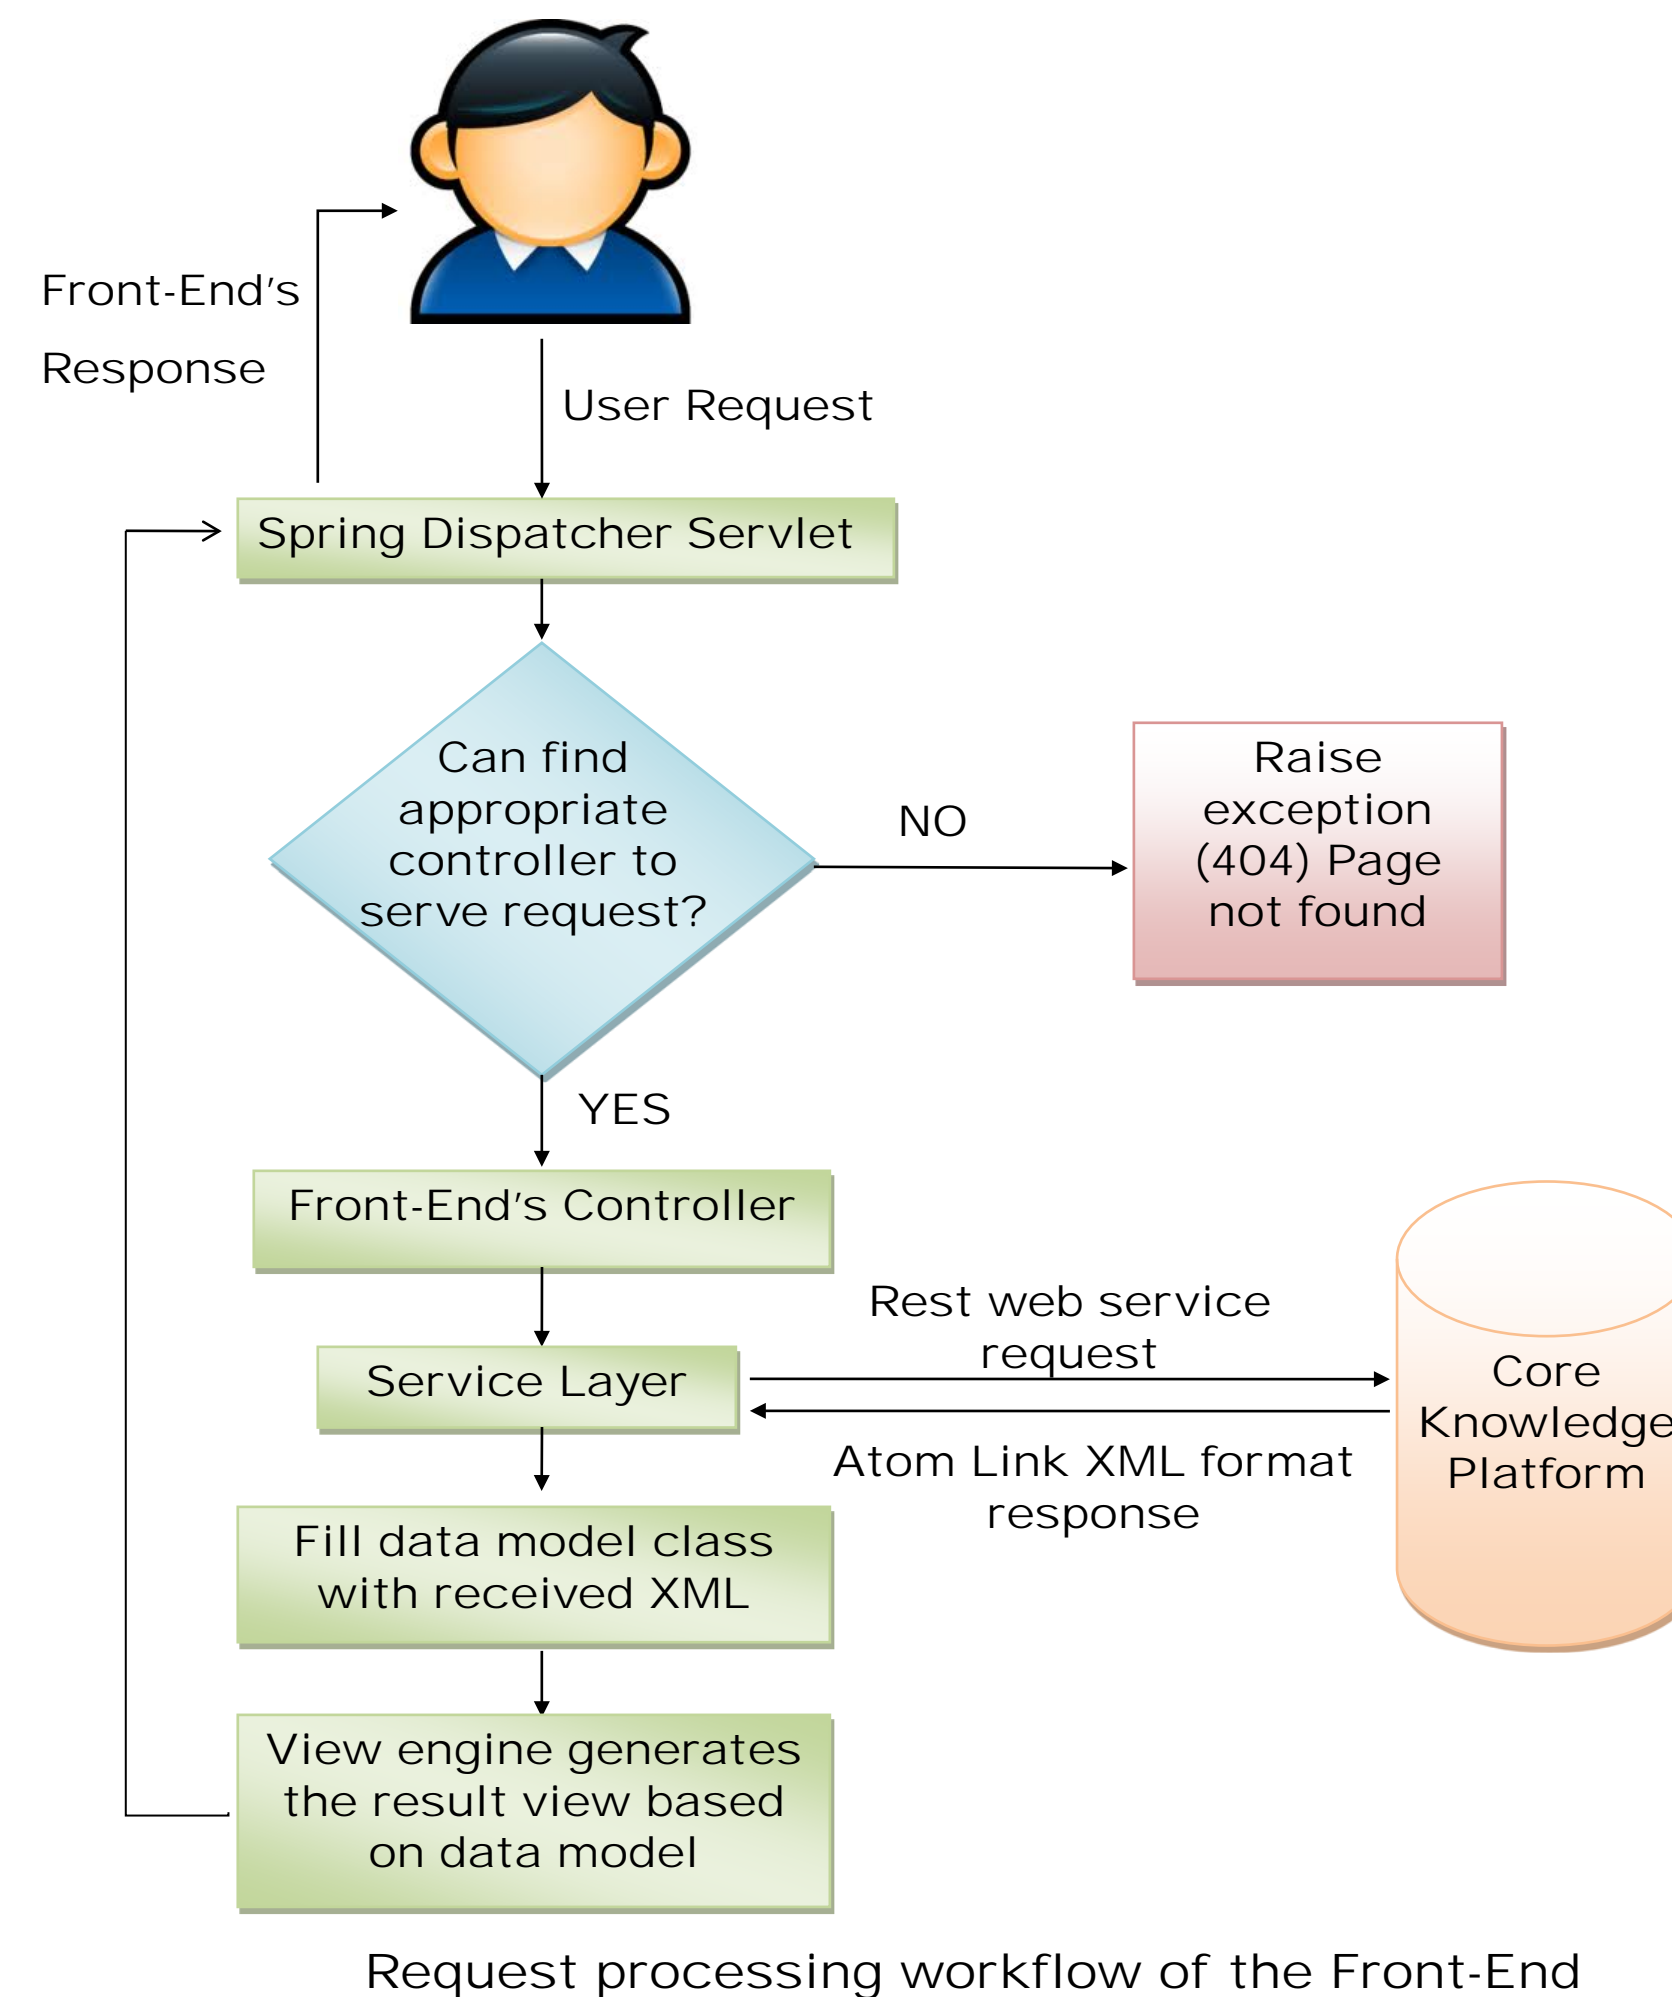 Front-End's
Response
User Request
Spring Dispatcher Servlet
Can find
appropriate
controller to
serve request?
NO
Raise
exception
(404) Page
not found
YES
Front-End's Controller
Rest web service
request
Service Layer
Core
Knowledge
Platform
Atom Link XML format
response
Fill data model class
with received XML
View engine generates
the result view based
on data model
Request processing workflow of the Front-End